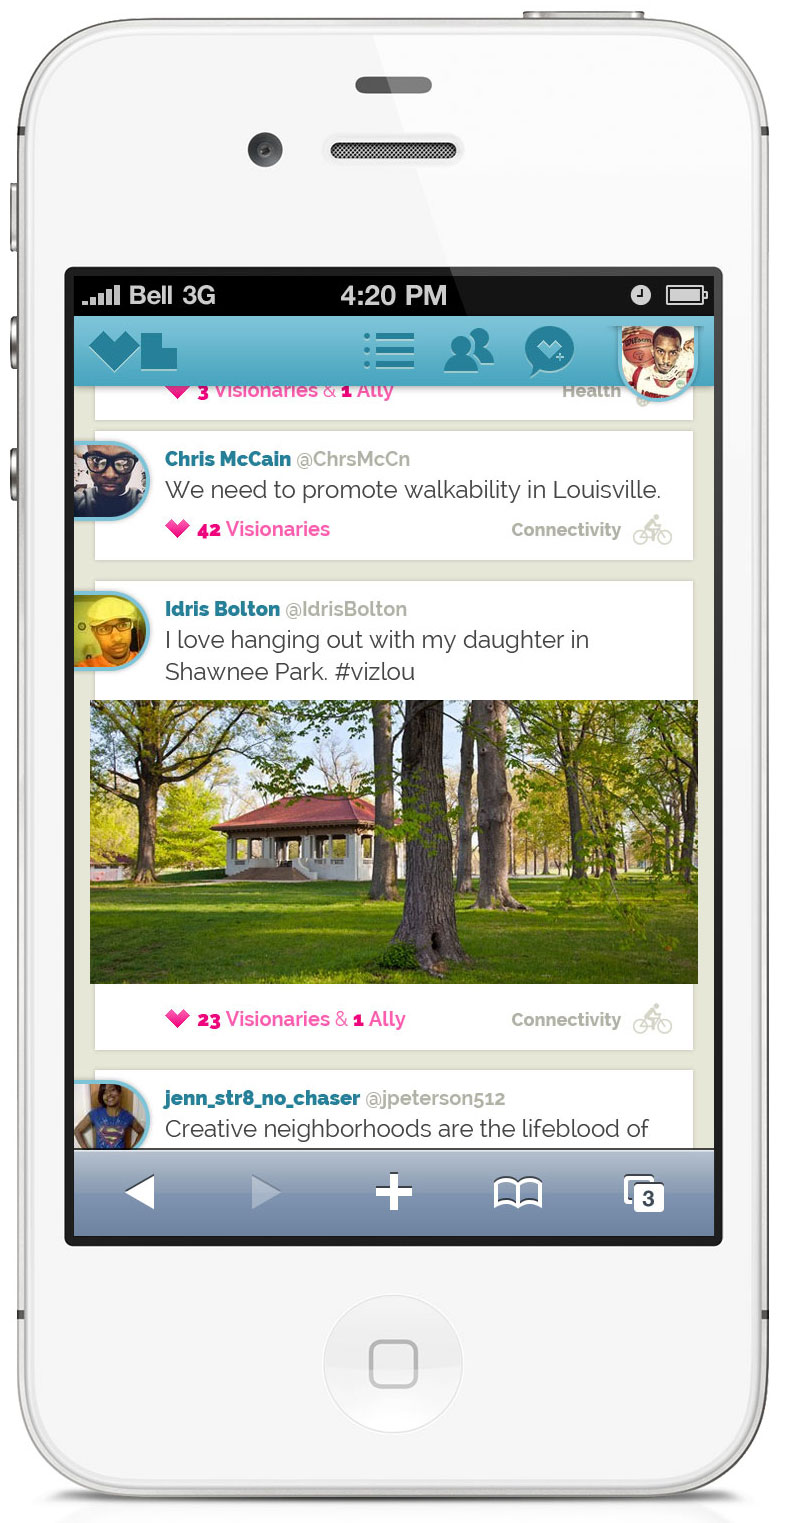 Bell 3G 4:20 PM
3 Visionaries & 1 Ally Health
Chris McCain @ChrsMcCn
We need to promote walkability in Louisville.
42 Visionaries Connectivity
Idris Bolton @IdrisBolton
I love hanging out with my daughter in
Shawnee Park. #vizlou
23 Visionaries & 1 Ally Connectivity
jenn_str8_no_chaser @jpeterson512
Creative neighborhoods are the lifeblood of
3